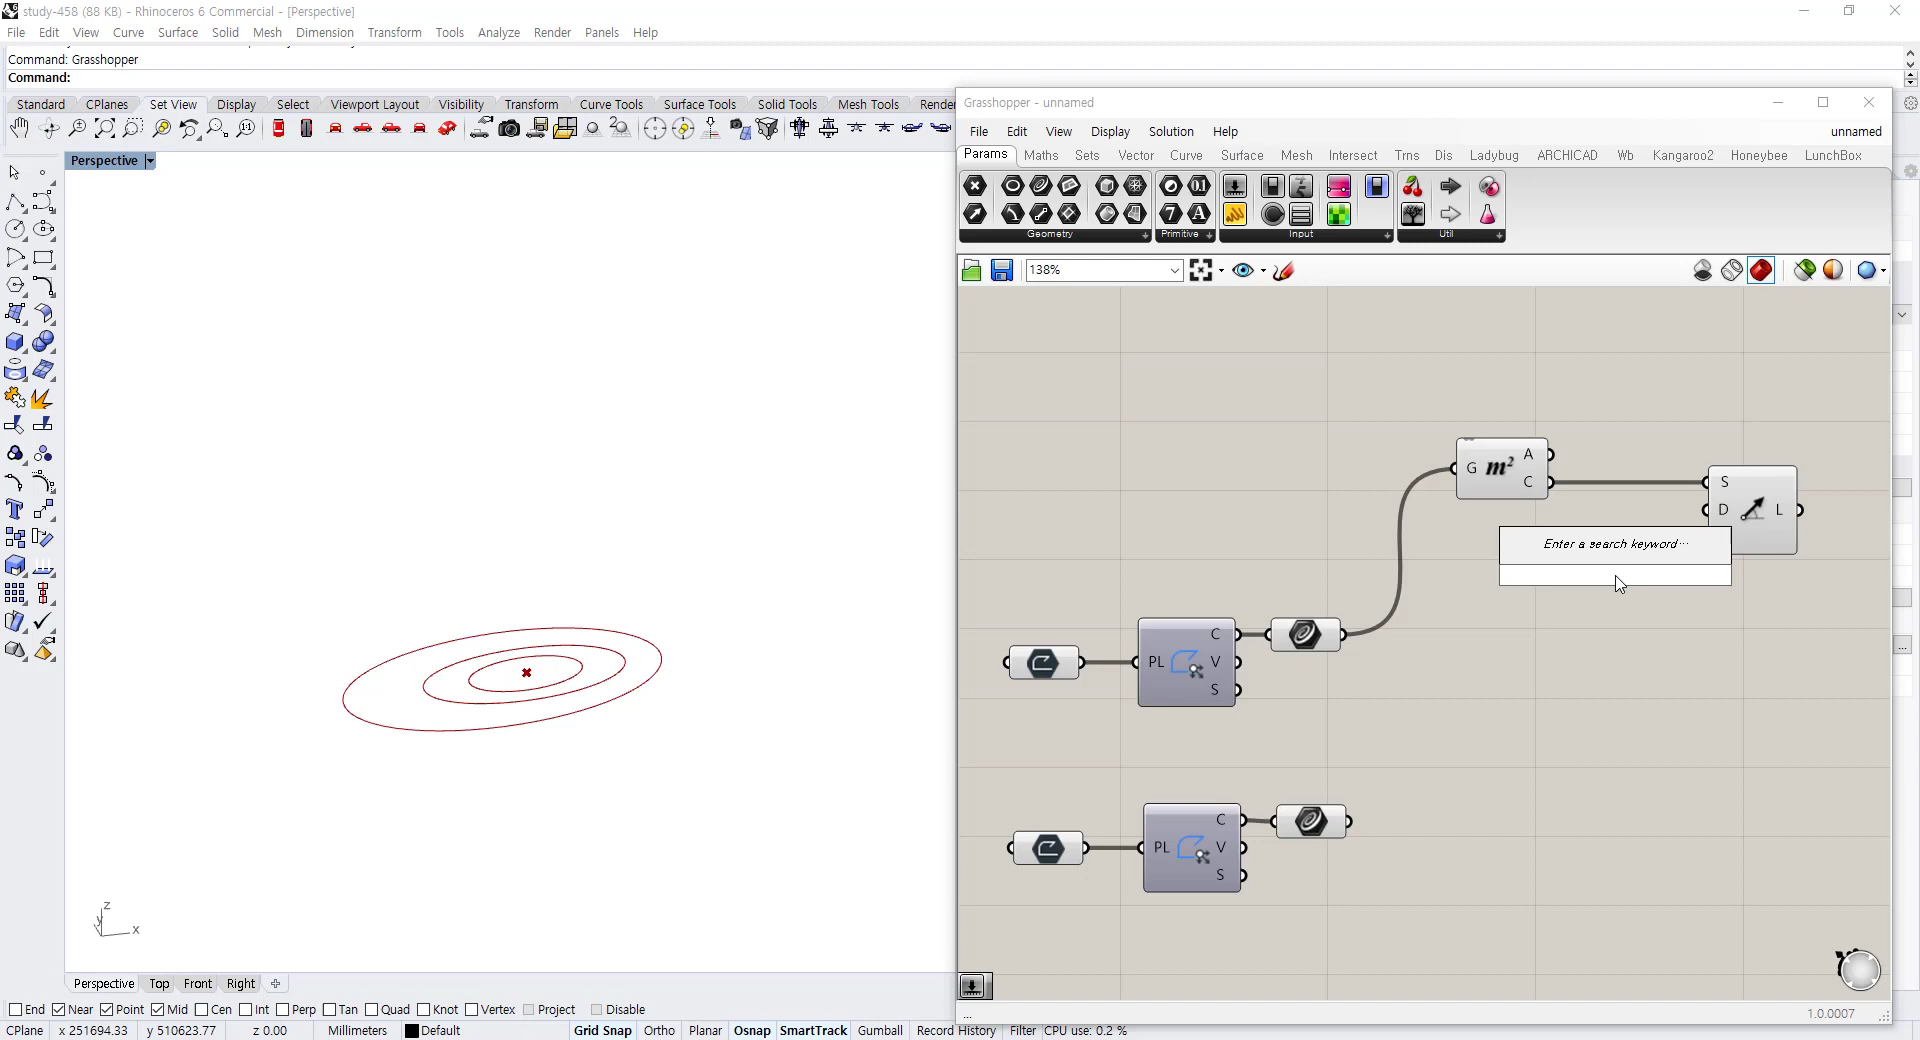 study-458 (88 KB) - Rhinoceros 6 Commercial - [Perspective]
File Edit View Curve Surface Solid Mesh Dimension Transform Tools Analyze Render Panels Help
Command: Grasshopper
Command:
Standard CPlanes Set View Display Select Viewport Layout Visibility Transform Curve Tools Surface Tools Solid Tools Mesh Tools Render
Perspective
Grasshopper - unnamed
File Edit View Display Solution Help unnamed
Params Maths Sets Vector Curve Surface Mesh Intersect Trns Dis Ladybug ARCHICAD Wb Kangaroo2 Honeybee LunchBox
Geometry Primitive Input Util
138%
G m² A
C
S
D L
Enter a search keyword...
C
PL V
S
C
PL V
S
z
y
x
1.0.0007
Perspective Top Front Right
End Near Point Mid Cen Int Perp Tan Quad Knot Vertex Project Disable
CPlane x 251694.33 y 510623.77 z 0.00 Millimeters Default Grid Snap Ortho Planar Osnap SmartTrack Gumball Record History Filter CPU use: 0.2 %